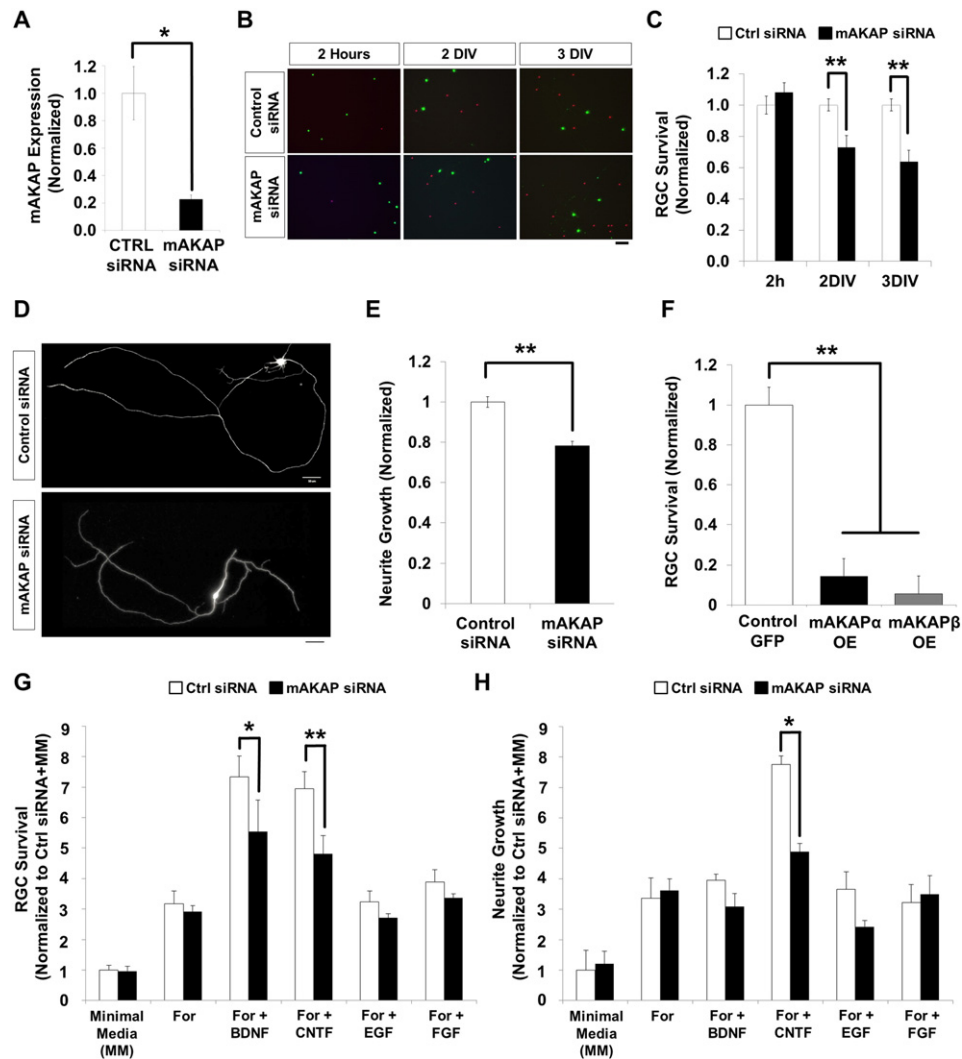 A
*
mAKAP Expression
(Normalized)
1.2
1.0
0.8
0.6
0.4
0.2
0.0
CTRL
siRNA
mAKAP
siRNA
B
2 Hours
2 DIV
3 DIV
Control
siRNA
mAKAP
siRNA
C
Ctrl siRNA
mAKAP siRNA
**
**
RGC Survival
(Normalized)
1.2
1.0
0.8
0.6
0.4
0.2
0.0
2h
2DIV
3DIV
D
Control siRNA
mAKAP siRNA
E
**
Neurite Growth (Normalized)
1.2
1
0.8
0.6
0.4
0.2
0
Control
siRNA
mAKAP
siRNA
F
**
RGC Survival (Normalized)
1.2
1
0.8
0.6
0.4
0.2
0
Control
GFP
mAKAPα
OE
mAKAPβ
OE
G
Ctrl siRNA
mAKAP siRNA
*
**
RGC Survival
(Normalized to Ctrl siRNA+MM)
9
8
7
6
5
4
3
2
1
0
Minimal
Media
(MM)
For
For +
BDNF
For +
CNTF
For +
EGF
For +
FGF
H
Ctrl siRNA
mAKAP siRNA
*
Neurite Growth
(Normalized to Ctrl siRNA+MM)
9
8
7
6
5
4
3
2
1
0
Minimal
Media
(MM)
For
For +
BDNF
For +
CNTF
For +
EGF
For +
FGF